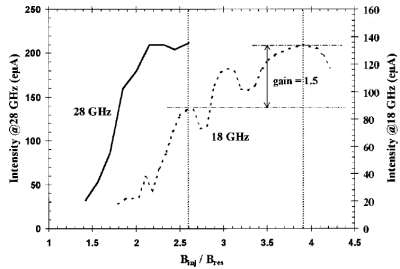 Intensity @28 GHz (eμA)
250
200
150
100
50
0
28 GHz
18 GHz
gain = 1.5
160
140
120
100
80
60
40
20
0
Intensity @18 GHz (eμA)
1 1.5 2 2.5 3 3.5 4 4.5
B_inj / B_res